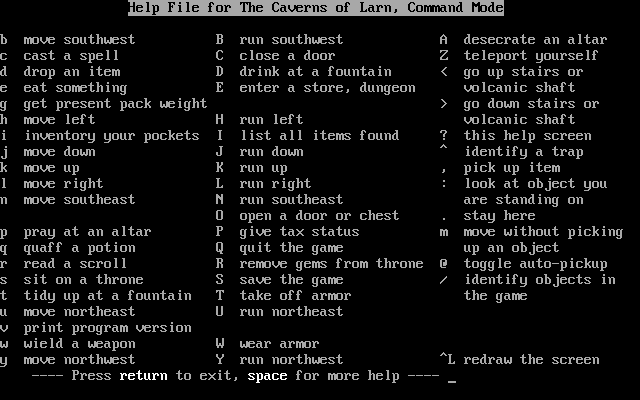 Help File for The Caverns of Larn, Command Mode
b  move southwest            B  run southwest            A  desecrate an altar
c  cast a spell              C  close a door             Z  teleport yourself
d  drop an item              D  drink at a fountain      <  go up stairs or
e  eat something             E  enter a store, dungeon      volcanic shaft
g  get present pack weight                               >  go down stairs or
h  move left                 H  run left                    volcanic shaft
i  inventory your pockets    I  list all items found     ?  this help screen
j  move down                 J  run down                 ^  identify a trap
k  move up                   K  run up                   ,  pick up item
l  move right                L  run right                :  look at object you
n  move southeast            N  run southeast               are standing on
                             O  open a door or chest     .  stay here
p  pray at an altar          P  give tax status          m  move without picking
q  quaff a potion            Q  quit the game               up an object
r  read a scroll             R  remove gems from throne  @  toggle auto-pickup
s  sit on a throne           S  save the game            /  identify objects in
t  tidy up at a fountain     T  take off armor              the game
u  move northeast            U  run northeast
v  print program version
w  wield a weapon            W  wear armor
y  move northwest            Y  run northwest            ^L redraw the screen
---- Press return to exit, space for more help ---- _